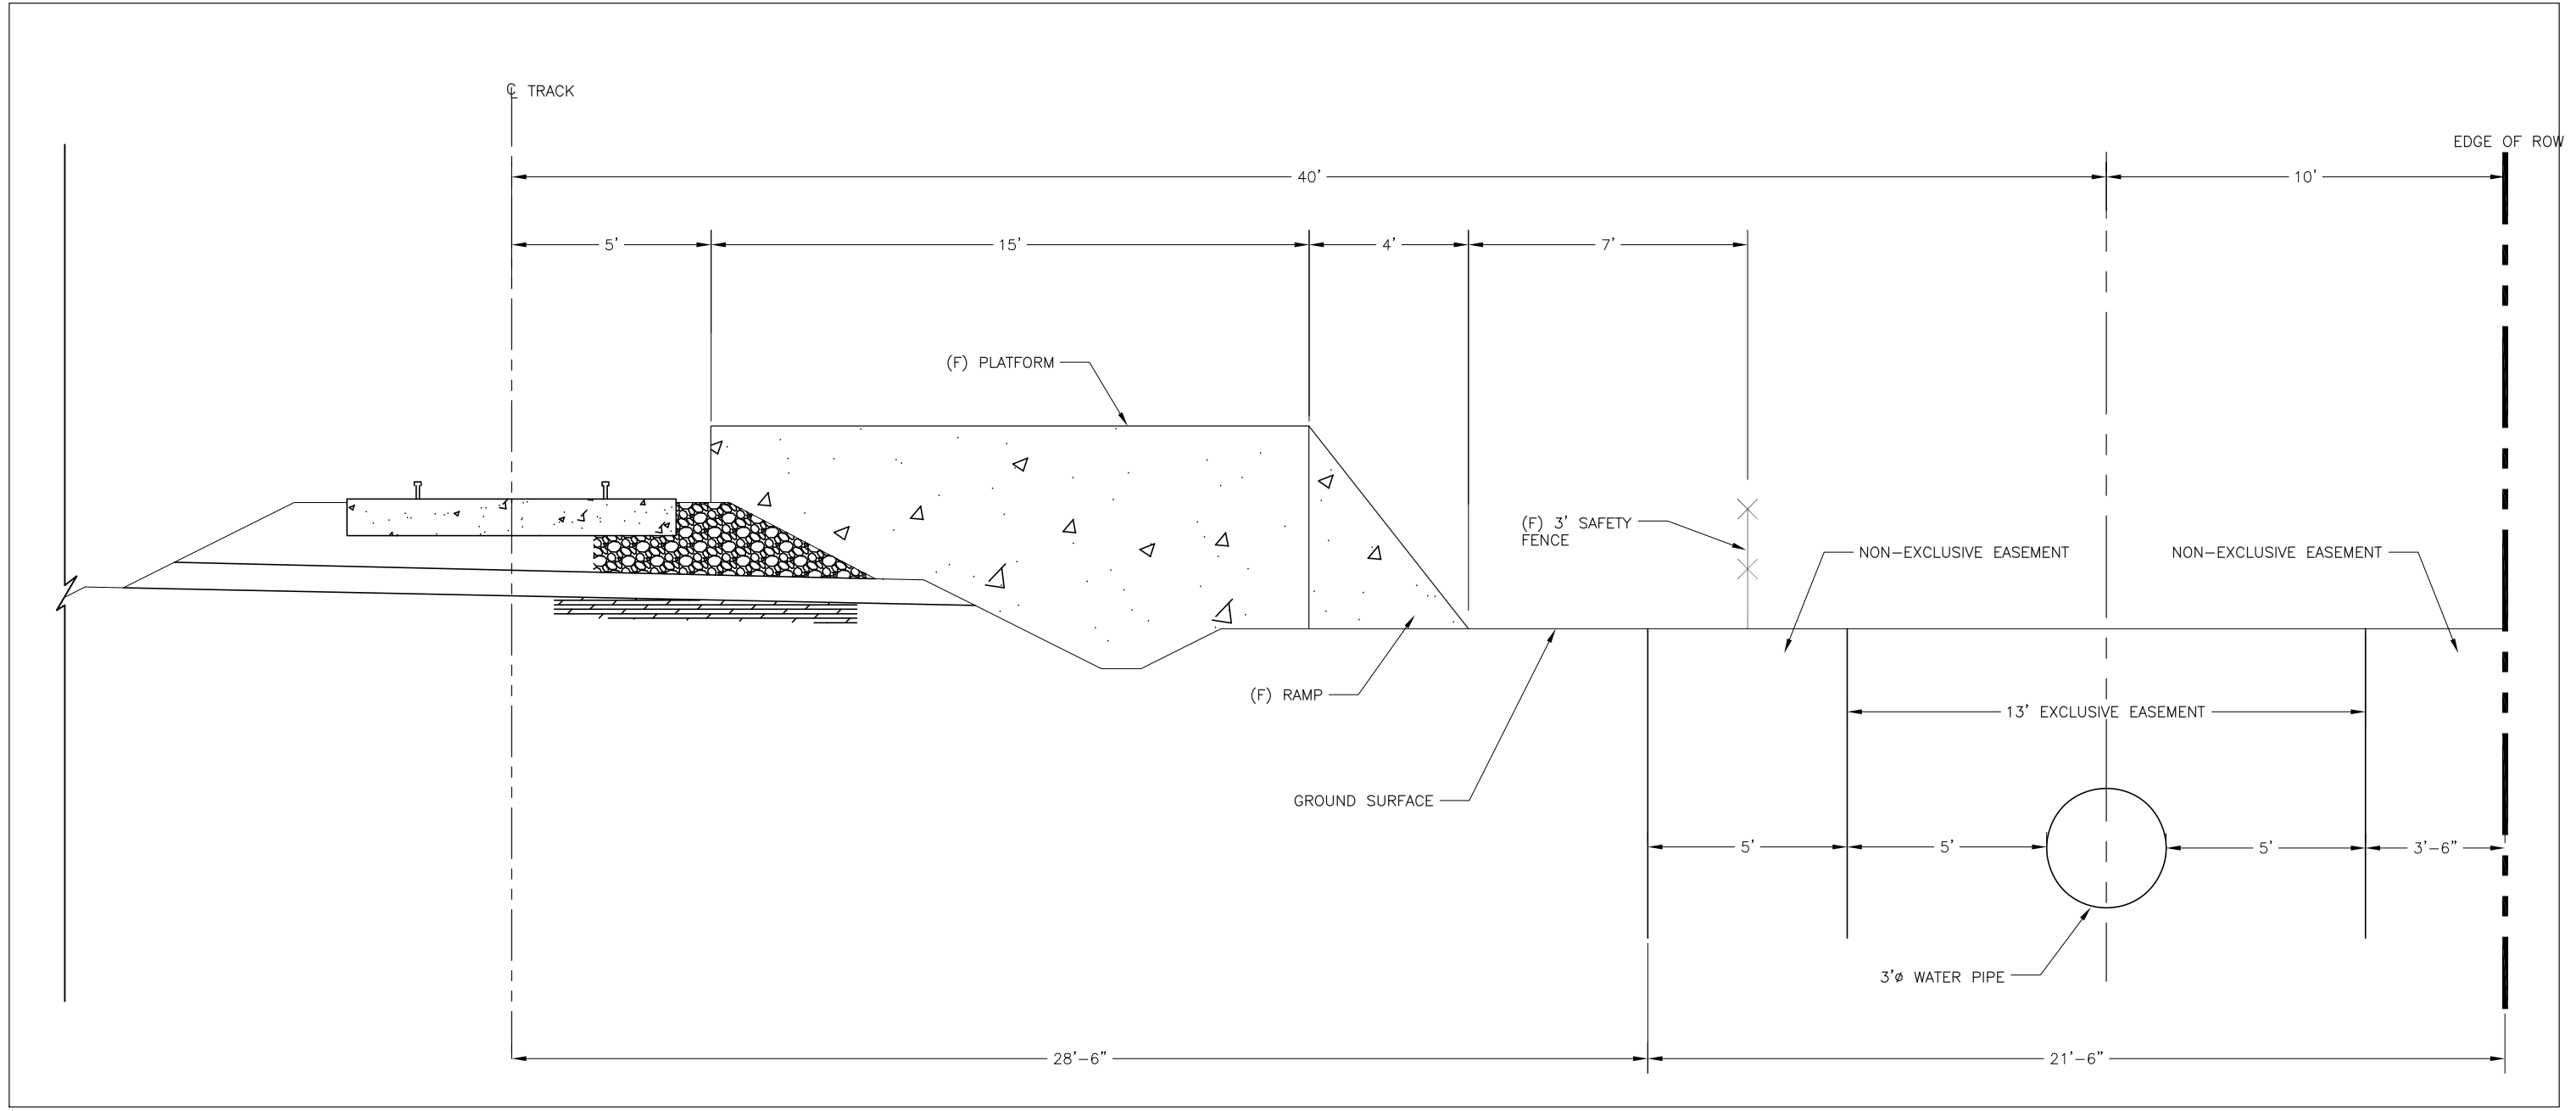 ℄ TRACK
EDGE OF ROW
40'
10'
5'
15'
4'
7'
(F) PLATFORM
(F) 3' SAFETY
FENCE
NON-EXCLUSIVE EASEMENT
NON-EXCLUSIVE EASEMENT
(F) RAMP
13' EXCLUSIVE EASEMENT
GROUND SURFACE
5'
5'
5'
3'-6"
3'ø WATER PIPE
28'-6"
21'-6"